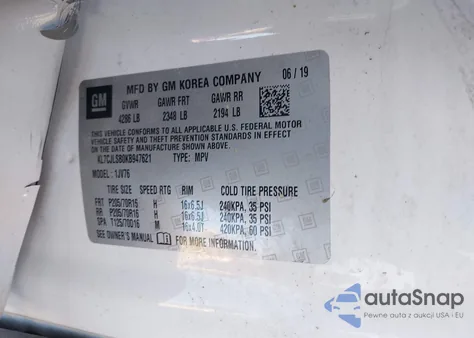 GM
MFD BY GM KOREA COMPANY 06 / 19
GVWR GAWR FRT GAWR RR
4286 LB 2348 LB 2194 LB
THIS VEHICLE CONFORMS TO ALL APPLICABLE U.S. FEDERAL MOTOR
VEHICLE SAFETY, BUMPER, AND THEFT PREVENTION STANDARDS IN EFFECT
ON THE DATE OF MANUFACTURE SHOWN ABOVE.
KL7CJLSB0KB947621 TYPE: MPV
MODEL: 1JV76
TIRE SIZE SPEED RTG RIM COLD TIRE PRESSURE
FRT P205/70R16 H 16x6.5J 240KPA, 35 PSI
RR P205/70R16 H 16x6.5J 240KPA, 35 PSI
SPA T125/70D16 M 16x4.0T 420KPA, 60 PSI
SEE OWNER'S MANUAL FOR MORE INFORMATION.
autoSnap
Pewne auta z aukcji USA i EU